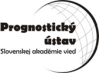 Prognostický
ústav
Slovenskej akadémie vied